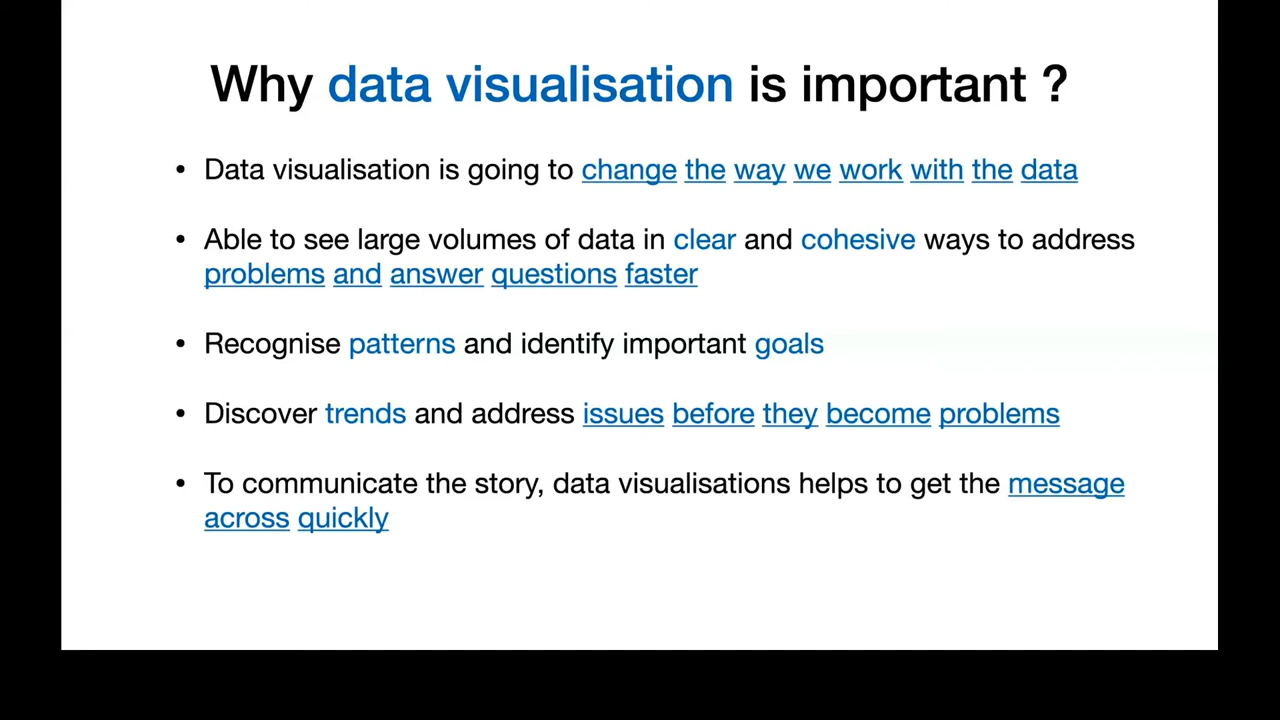 Why data visualisation is important ?
• Data visualisation is going to change the way we work with the data
• Able to see large volumes of data in clear and cohesive ways to address
problems and answer questions faster
• Recognise patterns and identify important goals
• Discover trends and address issues before they become problems
• To communicate the story, data visualisations helps to get the message
across quickly